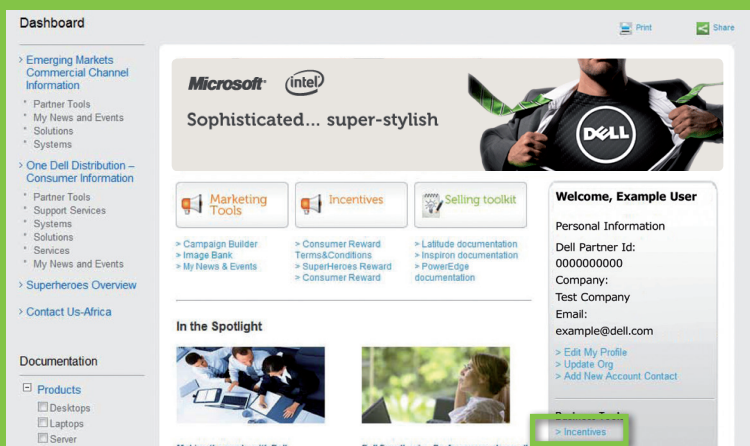 Dashboard
Print
Share
> Emerging Markets
Commercial Channel
Information
* Partner Tools
* My News and Events
* Solutions
* Systems
> One Dell Distribution –
Consumer Information
* Partner Tools
* Support Services
* Systems
* Solutions
* Services
* My News and Events
> Superheroes Overview
> Contact Us-Africa
Documentation
Products
Desktops
Laptops
Server
Microsoft
intel
Sophisticated... super-stylish
DELL
Marketing
Tools
> Campaign Builder
> Image Bank
> My News & Events
Incentives
> Consumer Reward
Terms&Conditions
> SuperHeroes Reward
> Consumer Reward
Selling toolkit
> Latitude documentation
> Inspiron documentation
> PowerEdge
documentation
In the Spotlight
Welcome, Example User
Personal Information
Dell Partner Id:
0000000000
Company:
Test Company
Email:
example@dell.com
> Edit My Profile
> Update Org
> Add New Account Contact
> Incentives